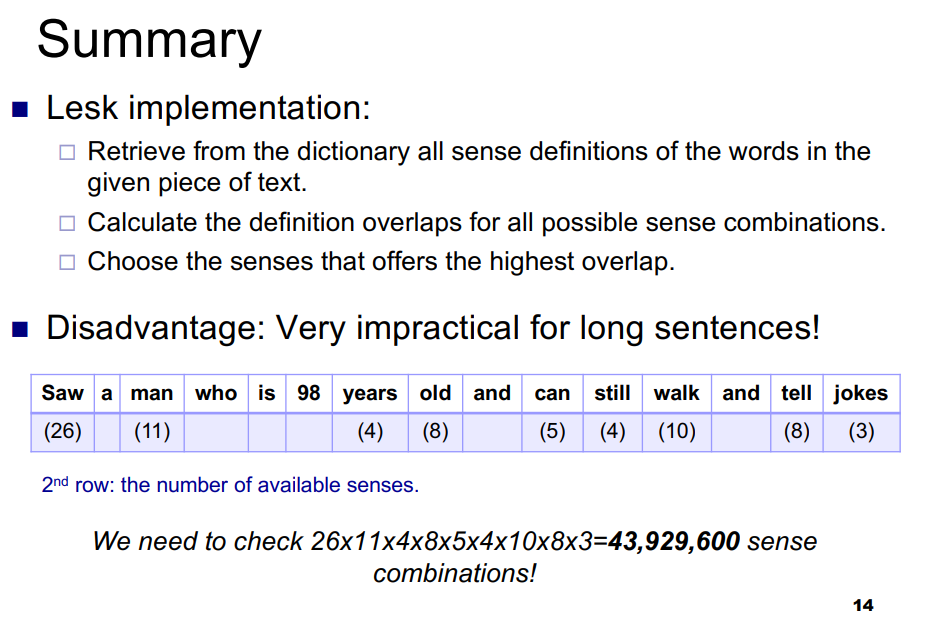 Summary
Lesk implementation:
Retrieve from the dictionary all sense definitions of the words in the
given piece of text.
Calculate the definition overlaps for all possible sense combinations.
Choose the senses that offers the highest overlap.
Disadvantage: Very impractical for long sentences!
Saw a man who is 98 years old and can still walk and tell jokes
(26) (11) (4) (8) (5) (4) (10) (8) (3)
2nd row: the number of available senses.
We need to check 26x11x4x8x5x4x10x8x3=43,929,600 sense
combinations!
14